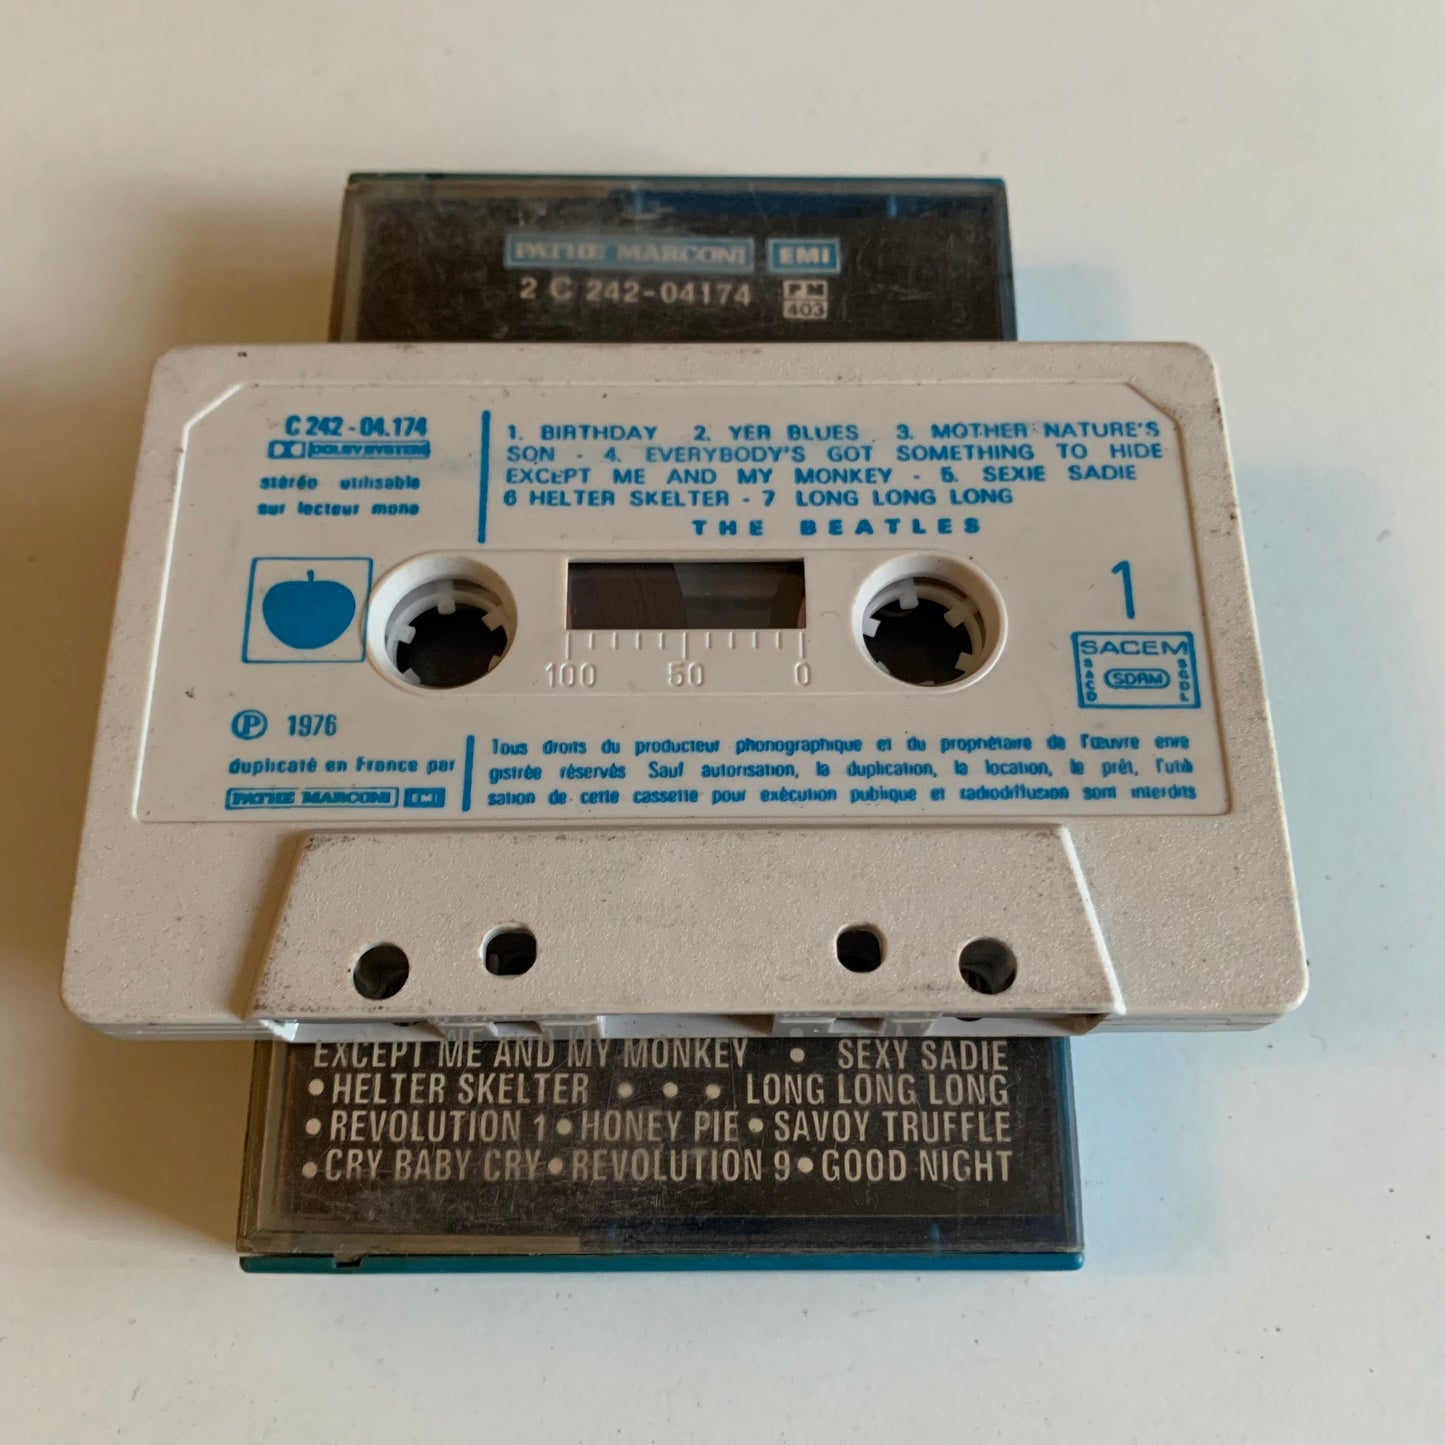 PATHE MARCONI EMI
2 C 242-04174 PM
403
C 242 - 04.174
DOLBY SYSTEM
stéréo utilisable
sur lecteur mono
1. BIRTHDAY 2. YER BLUES. 3. MOTHER NATURE'S
SON - 4. EVERYBODY'S GOT SOMETHING TO HIDE
EXCEPT ME AND MY MONKEY - 5. SEXIE SADIE
6 HELTER SKELTER - 7 LONG LONG LONG
THE BEATLES
1
100 50 0
SACEM
SACD SDRM SGDL
Ⓟ 1976
duplicaté en France par
PATHE MARCONI EMI
Tous droits du producteur phonographique et du propriétaire de l'œuvre enre
gistrée réservés Sauf autorisation, la duplication, la location, le prêt, l'utili
sation de cette cassette pour exécution publique et radiodiffusion sont interdits
EXCEPT ME AND MY MONKEY • SEXY SADIE
• HELTER SKELTER • • • LONG LONG LONG
• REVOLUTION 1 • HONEY PIE • SAVOY TRUFFLE
• CRY BABY CRY • REVOLUTION 9 • GOOD NIGHT